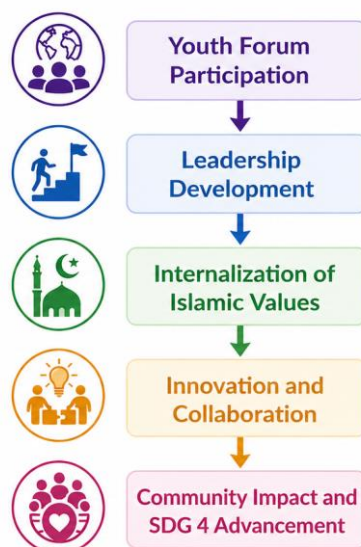 Youth Forum
Participation
Leadership
Development
Internalization of
Islamic Values
Innovation and
Collaboration
Community Impact and
SDG 4 Advancement